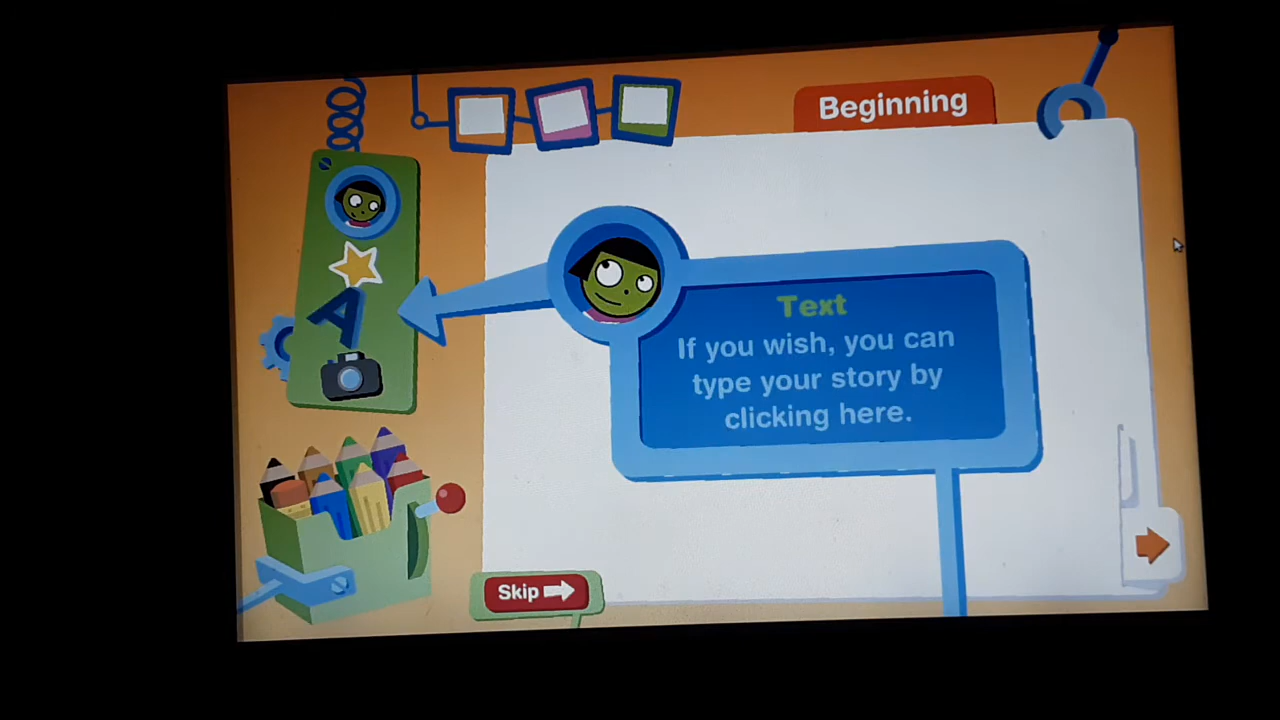 Beginning
Text
If you wish, you can
type your story by
clicking here.
Skip